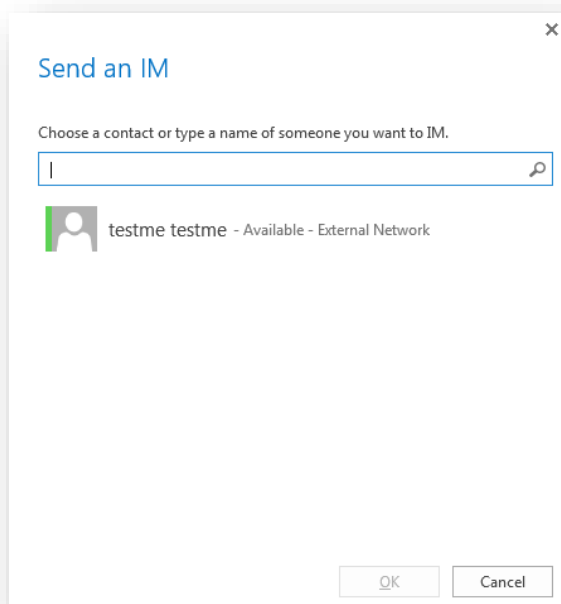 Send an IM
Choose a contact or type a name of someone you want to IM.
testme testme - Available - External Network
OK
Cancel